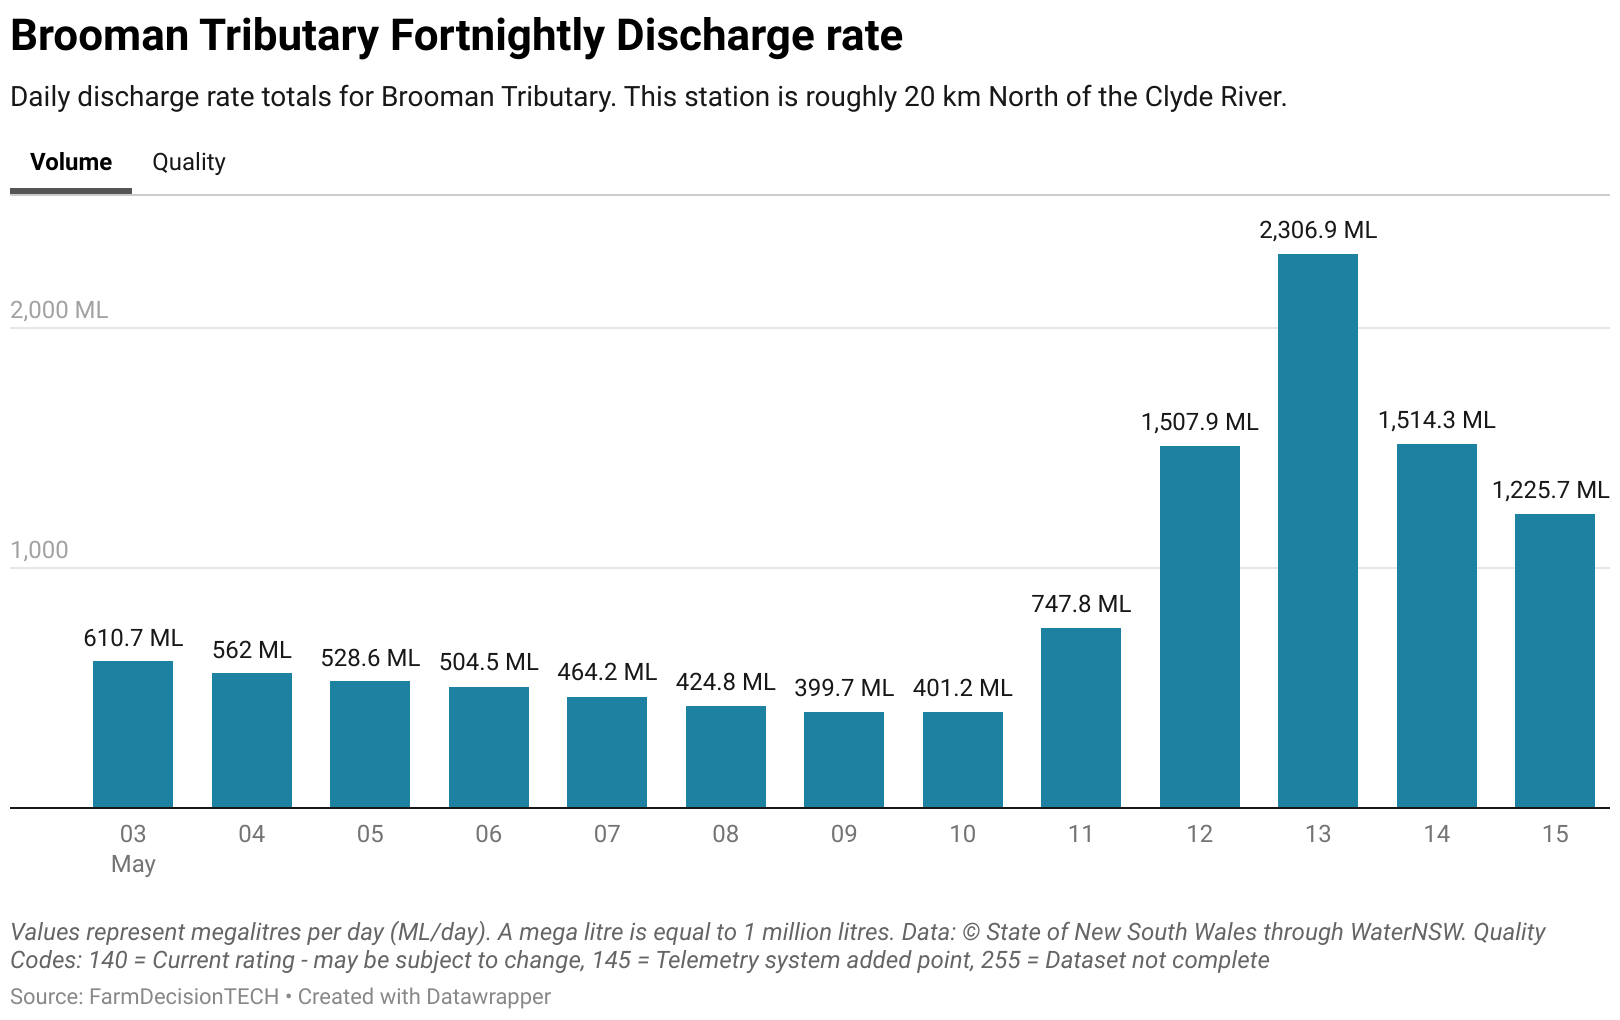 Brooman Tributary Fortnightly Discharge rate
Daily discharge rate totals for Brooman Tributary. This station is roughly 20 km North of the Clyde River.
Volume Quality
2,306.9 ML
2,000 ML
1,507.9 ML 1,514.3 ML
1,225.7 ML
1,000
747.8 ML
610.7 ML 562 ML 528.6 ML 504.5 ML 464.2 ML 424.8 ML 399.7 ML 401.2 ML
03 04 05 06 07 08 09 10 11 12 13 14 15
May
Values represent megalitres per day (ML/day). A mega litre is equal to 1 million litres. Data: © State of New South Wales through WaterNSW. Quality
Codes: 140 = Current rating - may be subject to change, 145 = Telemetry system added point, 255 = Dataset not complete
Source: FarmDecisionTECH • Created with Datawrapper